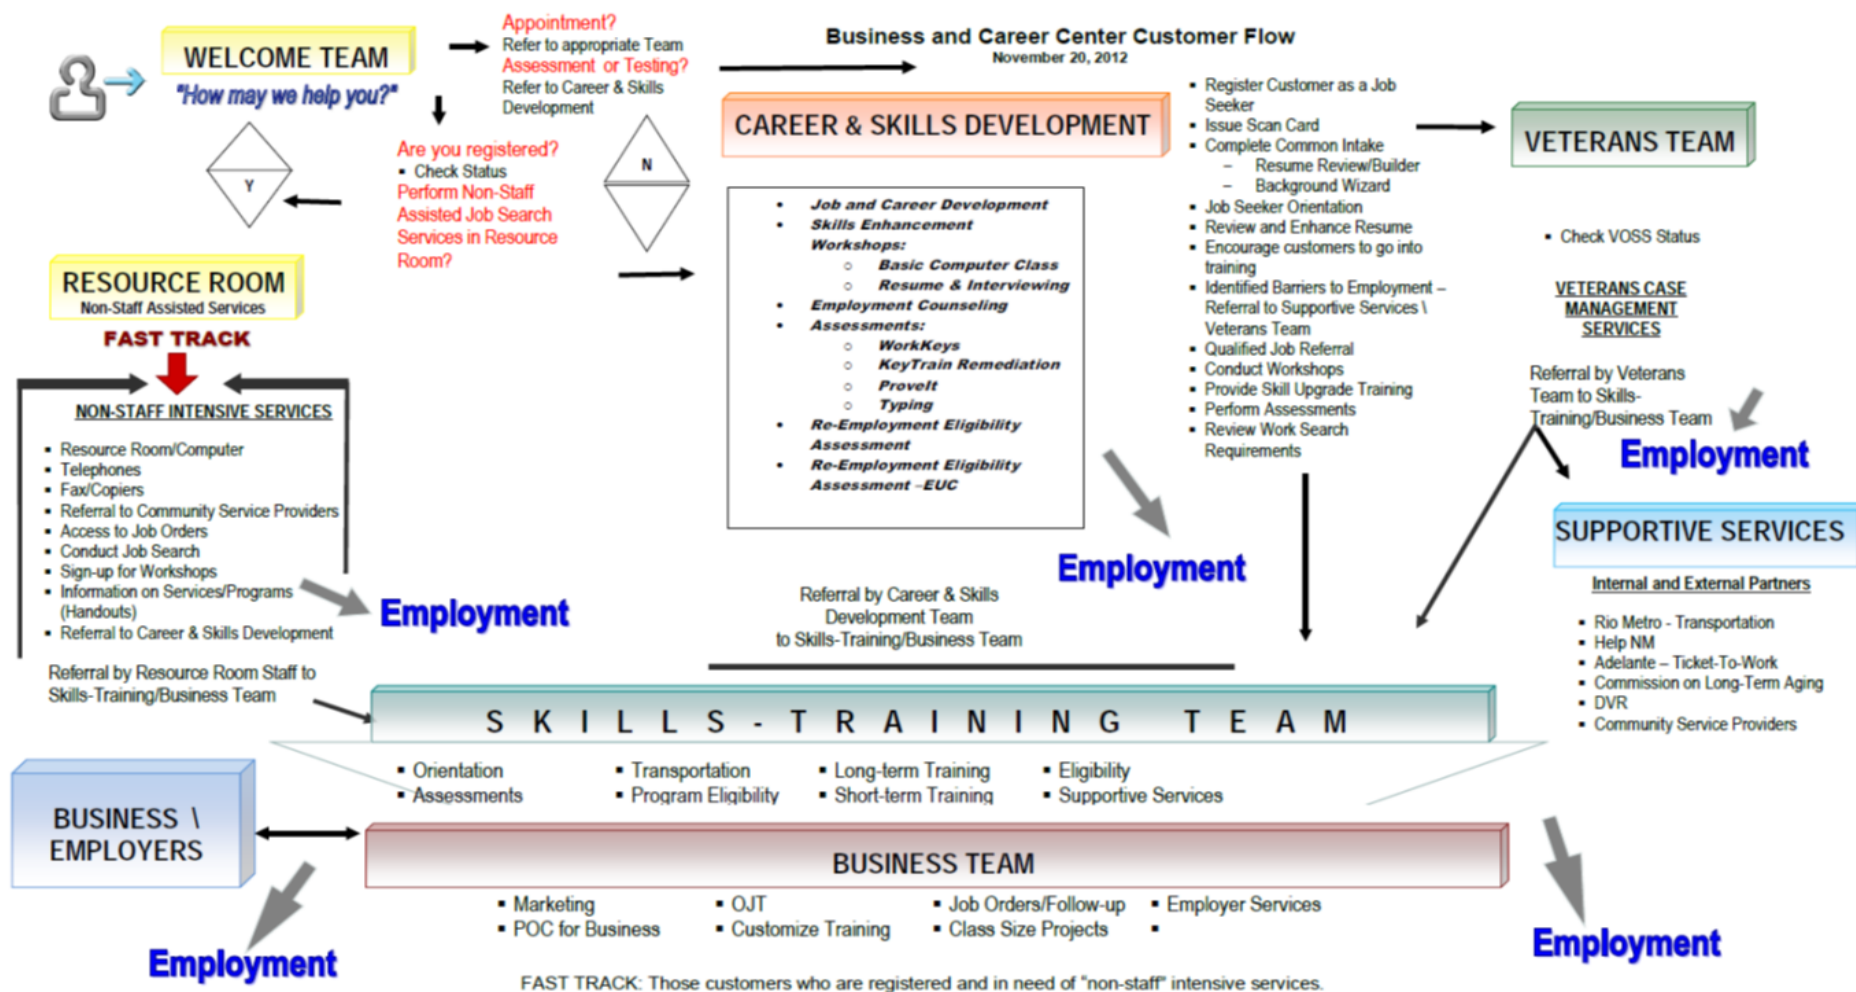 Business and Career Center Customer Flow
November 20, 2012
WELCOME TEAM
"How may we help you?"
Appointment?
Refer to appropriate Team
Assessment or Testing?
Refer to Career & Skills
Development
Are you registered?
▪ Check Status
Perform Non-Staff
Assisted Job Search
Services in Resource
Room?
Y
N
RESOURCE ROOM
Non-Staff Assisted Services
FAST TRACK
NON-STAFF INTENSIVE SERVICES
▪ Resource Room/Computer
▪ Telephones
▪ Fax/Copiers
▪ Referral to Community Service Providers
▪ Access to Job Orders
▪ Conduct Job Search
▪ Sign-up for Workshops
▪ Information on Services/Programs
(Handouts)
▪ Referral to Career & Skills Development
Employment
Referral by Resource Room Staff to
Skills-Training/Business Team
CAREER & SKILLS DEVELOPMENT
• Job and Career Development
• Skills Enhancement
Workshops:
○ Basic Computer Class
○ Resume & Interviewing
• Employment Counseling
• Assessments:
○ WorkKeys
○ KeyTrain Remediation
○ ProveIt
○ Typing
• Re-Employment Eligibility
Assessment
• Re-Employment Eligibility
Assessment –EUC
Employment
Referral by Career & Skills
Development Team
to Skills-Training/Business Team
▪ Register Customer as a Job
Seeker
▪ Issue Scan Card
▪ Complete Common Intake
– Resume Review/Builder
– Background Wizard
▪ Job Seeker Orientation
▪ Review and Enhance Resume
▪ Encourage customers to go into
training
▪ Identified Barriers to Employment –
Referral to Supportive Services \
Veterans Team
▪ Qualified Job Referral
▪ Conduct Workshops
▪ Provide Skill Upgrade Training
▪ Perform Assessments
▪ Review Work Search
Requirements
VETERANS TEAM
▪ Check VOSS Status
VETERANS CASE
MANAGEMENT
SERVICES
Referral by Veterans
Team to Skills-
Training/Business Team
Employment
SUPPORTIVE SERVICES
Internal and External Partners
▪ Rio Metro - Transportation
▪ Help NM
▪ Adelante – Ticket-To-Work
▪ Commission on Long-Term Aging
▪ DVR
▪ Community Service Providers
SKILLS-TRAINING TEAM
▪ Orientation
▪ Assessments
▪ Transportation
▪ Program Eligibility
▪ Long-term Training
▪ Short-term Training
▪ Eligibility
▪ Supportive Services
BUSINESS \
EMPLOYERS
BUSINESS TEAM
▪ Marketing
▪ POC for Business
▪ OJT
▪ Customize Training
▪ Job Orders/Follow-up
▪ Class Size Projects
▪ Employer Services
▪
Employment
Employment
FAST TRACK: Those customers who are registered and in need of "non-staff" intensive services.